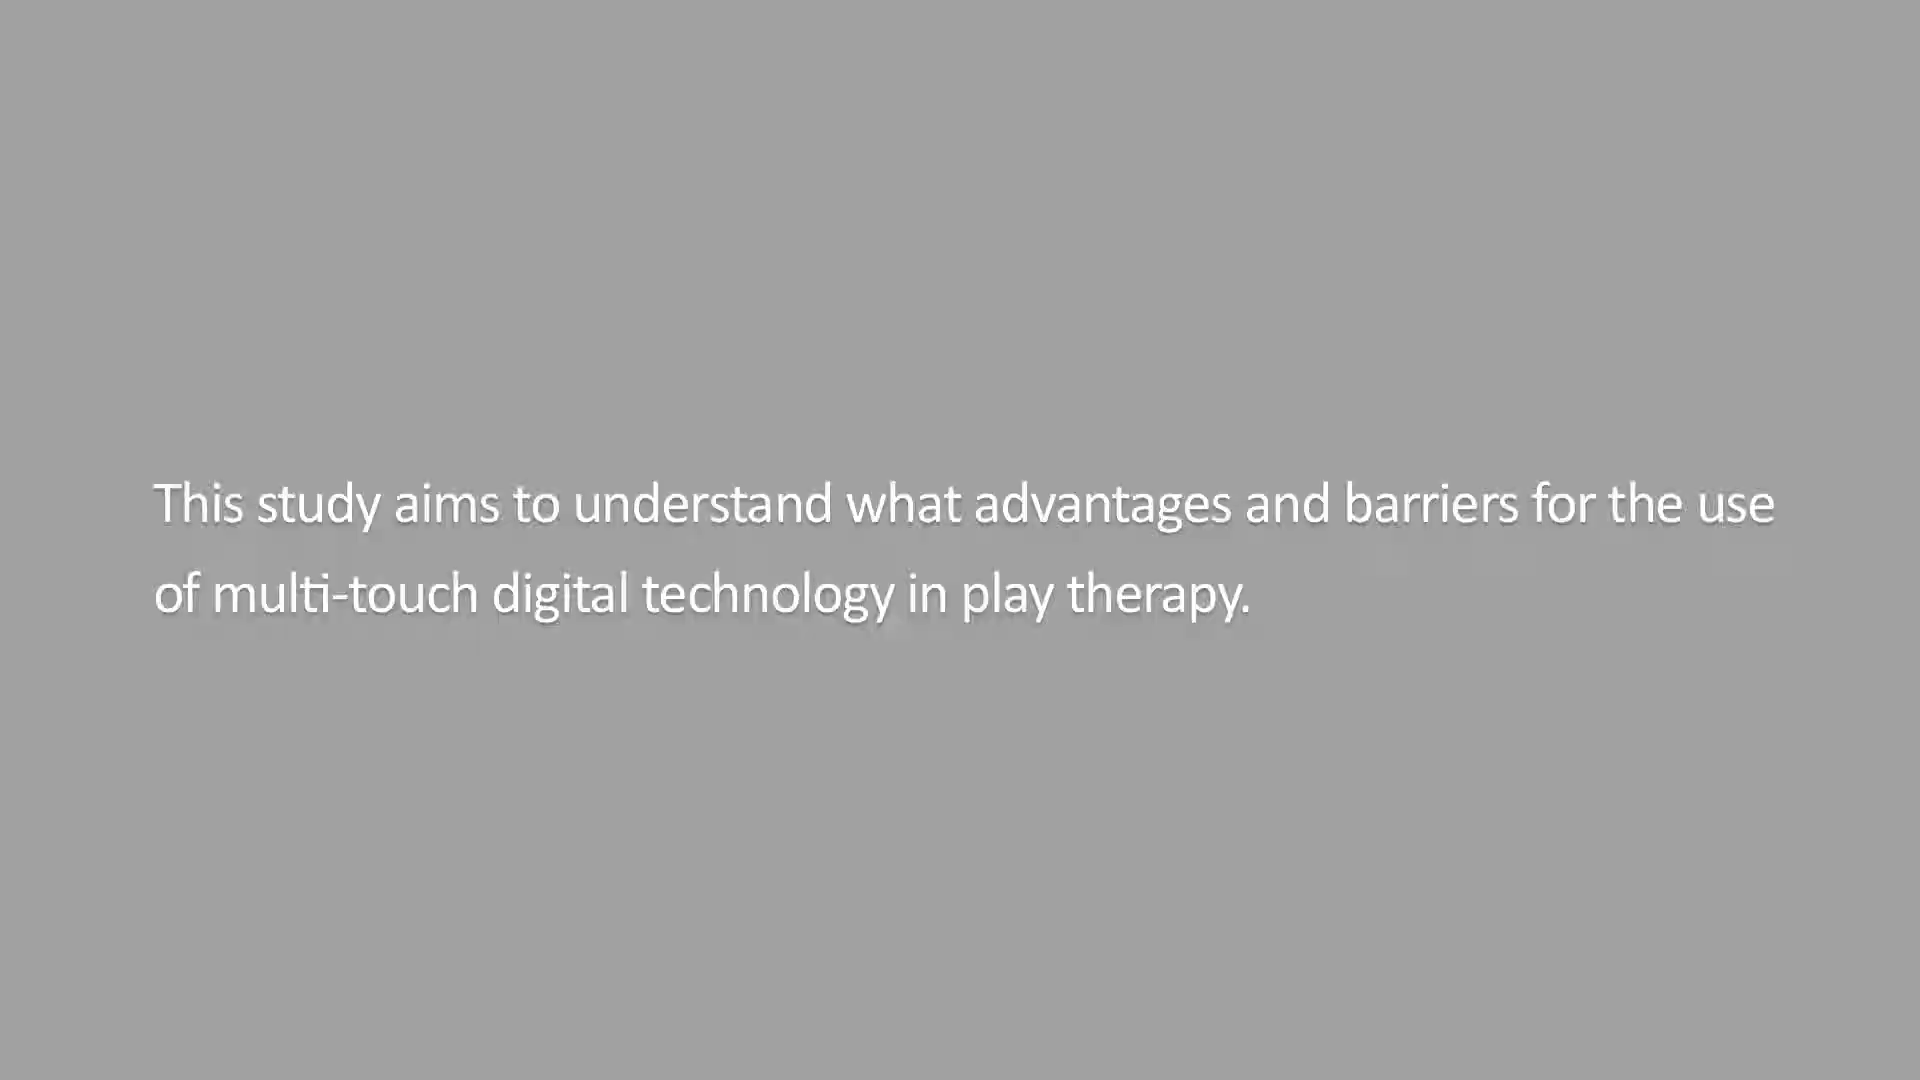 This study aims to understand what advantages and barriers for the use
of multi-touch digital technology in play therapy.